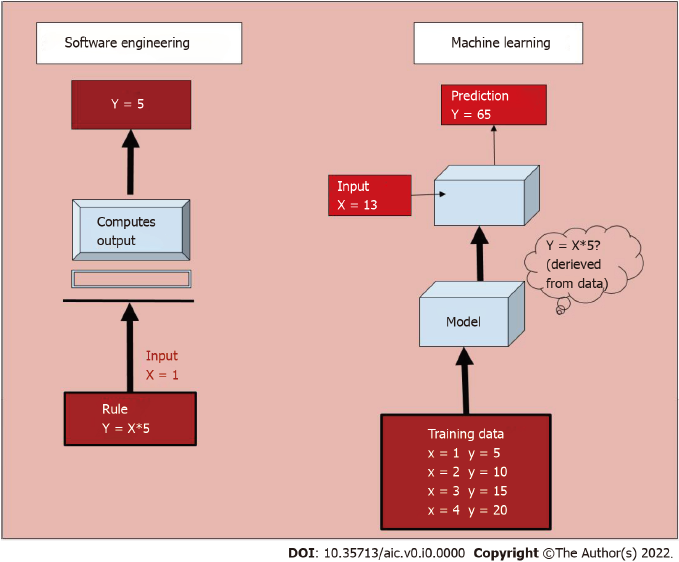 Software engineering
Y = 5
Computes
output
Input
X = 1
Rule
Y = X*5
Machine learning
Prediction
Y = 65
Input
X = 13
Y = X*5?
(derieved
from data)
Model
Training data
x = 1 y = 5
x = 2 y = 10
x = 3 y = 15
x = 4 y = 20
DOI: 10.35713/aic.v0.i0.0000 Copyright ©The Author(s) 2022.